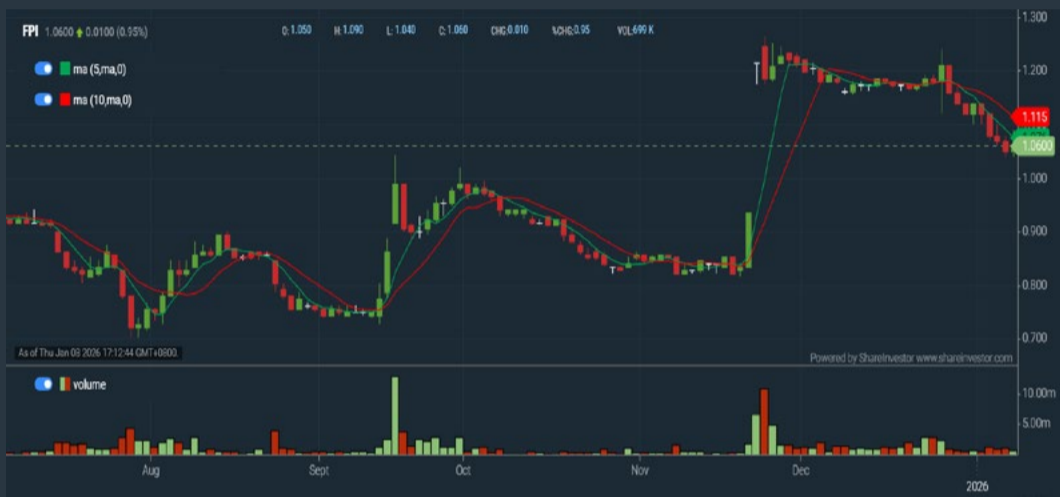 FPI 1.0600 0.0100 (0.95%) O: 1.050 H: 1.090 L: 1.040 C: 1.060 CHG:0.010 %CHG:0.95 VOL:699 K
ma (5,ma,0)
ma (10,ma,0)
1.300
1.200
1.115
1.0600
1.000
0.900
0.800
0.700
As of Thu Jan 08 2026 17:12:44 GMT+0800.
Powered by ShareInvestor www.shareinvestor.com
volume
10.00m
5.00m
Aug Sept Oct Nov Dec
2026